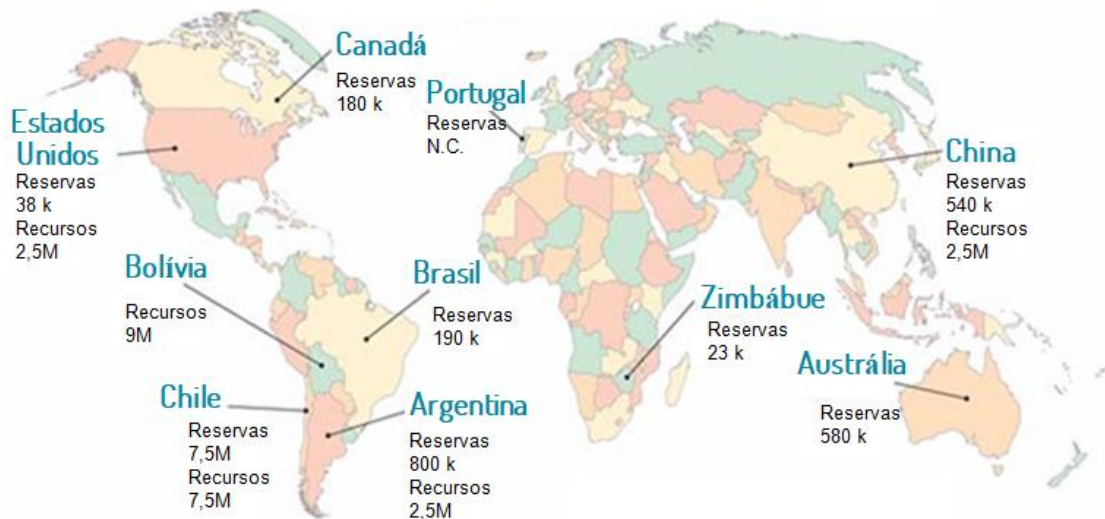 Canadá
Reservas
180 k
Portugal
Reservas
N.C.
Estados
Unidos
Reservas
38 k
Recursos
2,5M
China
Reservas
540 k
Recursos
2,5M
Bolívia
Recursos
9M
Brasil
Reservas
190 k
Zimbábue
Reservas
23 k
Austrália
Reservas
580 k
Chile
Reservas
7,5M
Recursos
7,5M
Argentina
Reservas
800 k
Recursos
2,5M